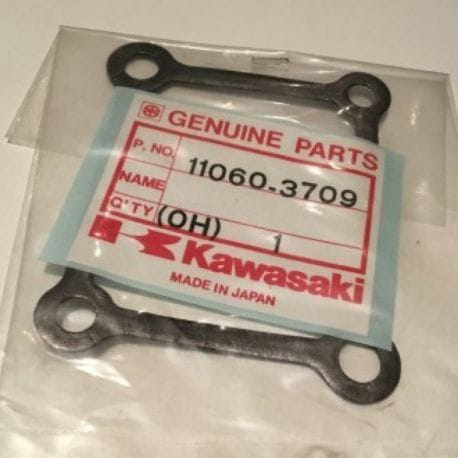 GENUINE PARTS
P. NO. 11060-3709
NAME
Q'TY (OH) 1
Kawasaki
MADE IN JAPAN